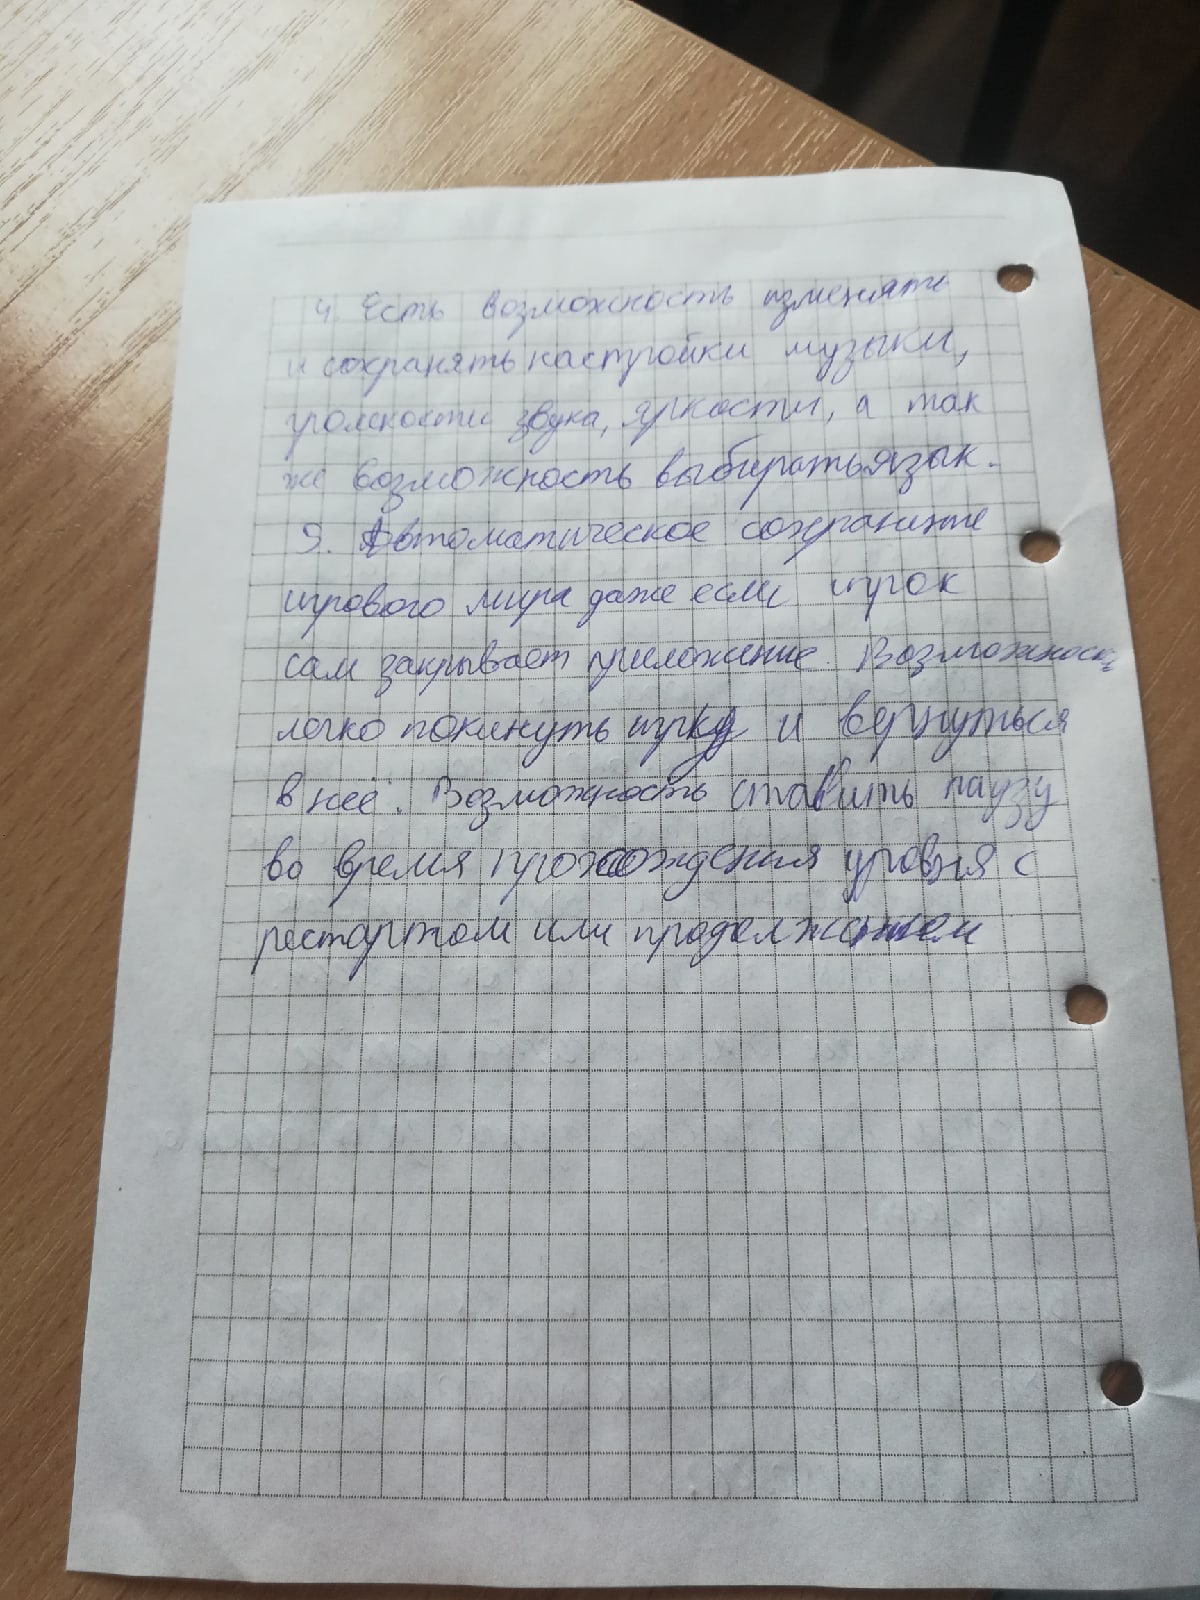 4. Есть возможность изменять
и сохранять настройки музыки,
громкости звука, яркости, а так
же возможность выбирать язык.
5. Автоматическое сохранение
игрового мира даже если игрок
сам закрывает приложение. Возможность
легко покинуть игру и вернуться
в неё. Возможность ставить паузу
во время прохождения уровня с
рестартом или продолжением